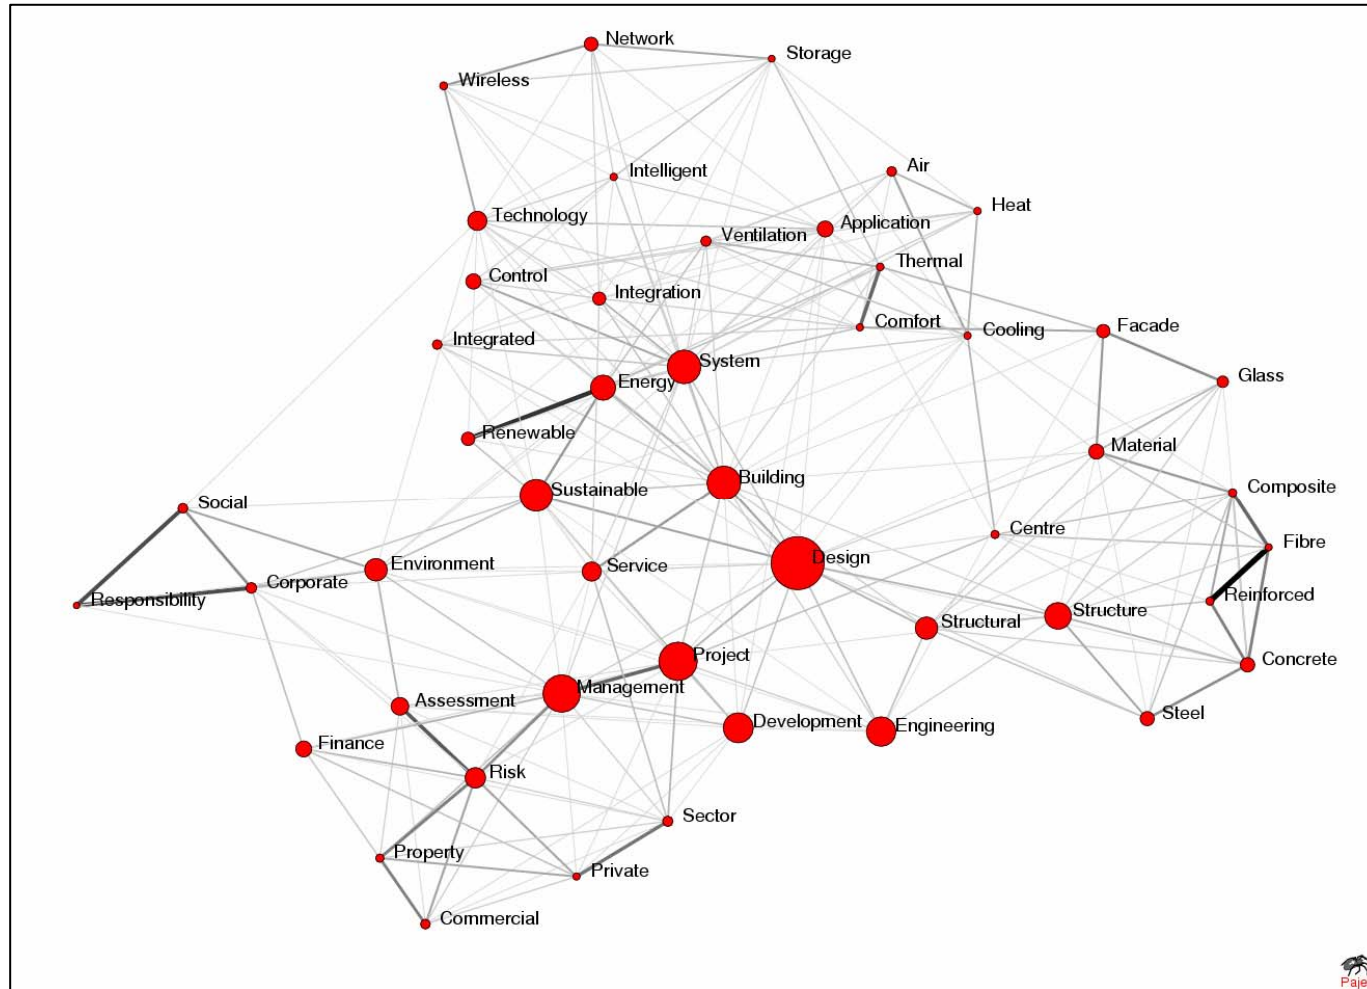 Network
Storage
Wireless
Air
Intelligent
Heat
Technology
Application
Ventilation
Thermal
Control
Integration
Comfort
Cooling
Facade
Integrated
System
Glass
Energy
Renewable
Material
Building
Sustainable
Composite
Social
Centre
Fibre
Design
Environment
Service
Corporate
Responsibility
Reinforced
Structural
Structure
Project
Concrete
Management
Assessment
Steel
Development
Engineering
Finance
Risk
Sector
Property
Private
Commercial
Paje